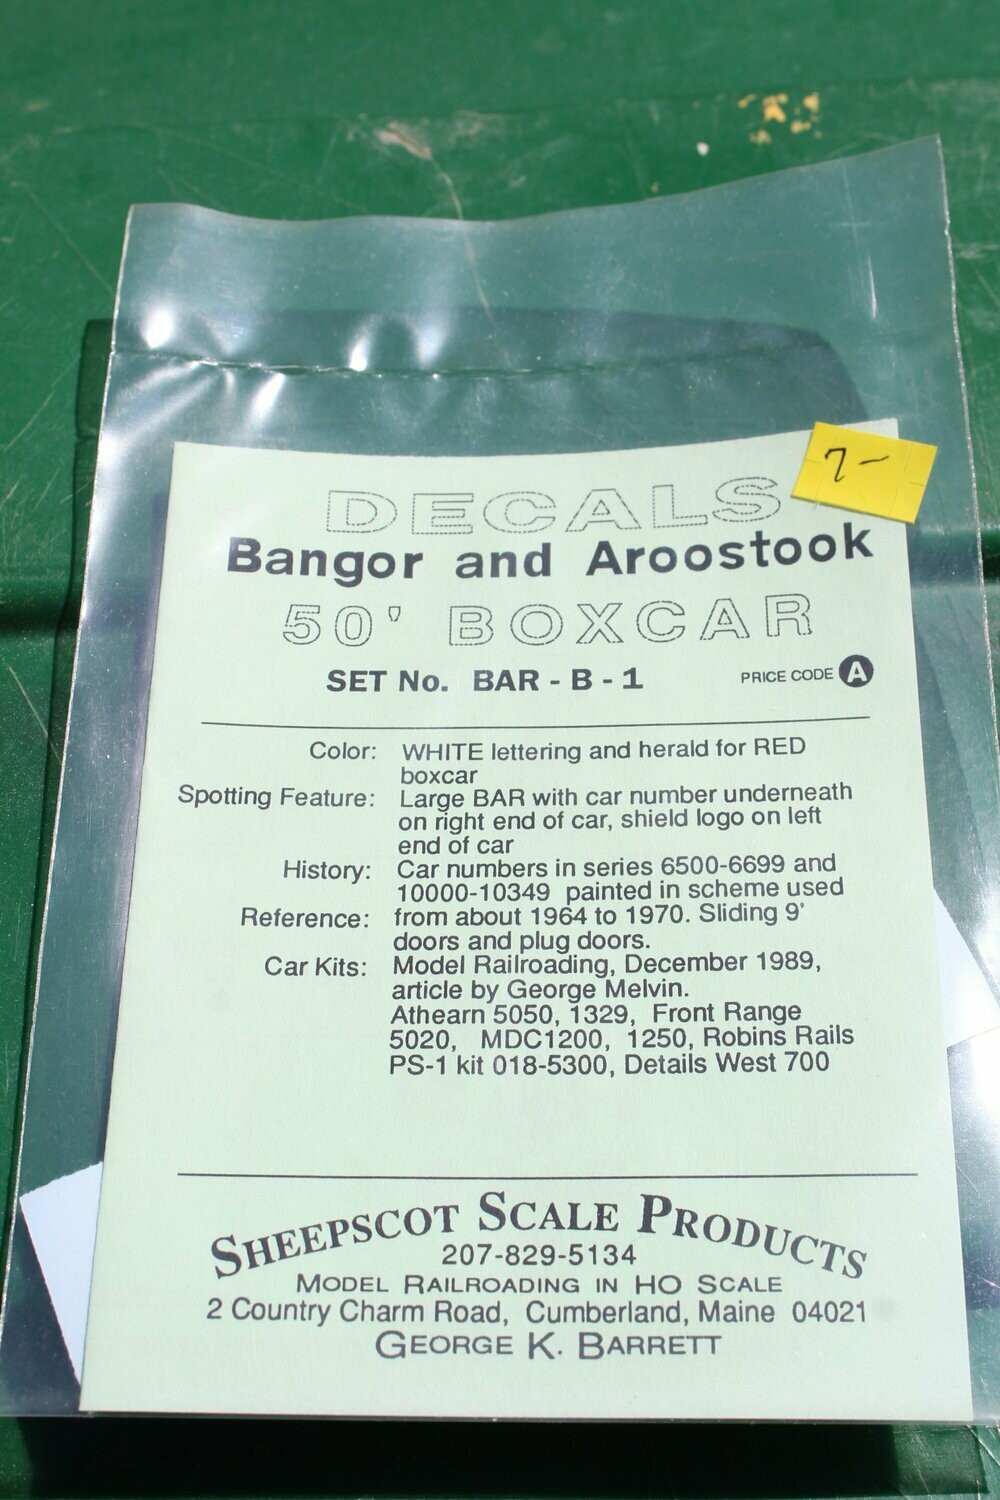 7-
DECALS
Bangor and Aroostook
50' BOXCAR
SET No. BAR - B - 1
PRICE CODE A
Color: WHITE lettering and herald for RED
boxcar
Spotting Feature: Large BAR with car number underneath
on right end of car, shield logo on left
end of car
History: Car numbers in series 6500-6699 and
10000-10349 painted in scheme used
Reference: from about 1964 to 1970. Sliding 9'
doors and plug doors.
Car Kits: Model Railroading, December 1989,
article by George Melvin.
Athearn 5050, 1329, Front Range
5020, MDC1200, 1250, Robins Rails
PS-1 kit 018-5300, Details West 700
SHEEPSCOT SCALE PRODUCTS
207-829-5134
MODEL RAILROADING IN HO SCALE
2 Country Charm Road, Cumberland, Maine 04021
GEORGE K. BARRETT